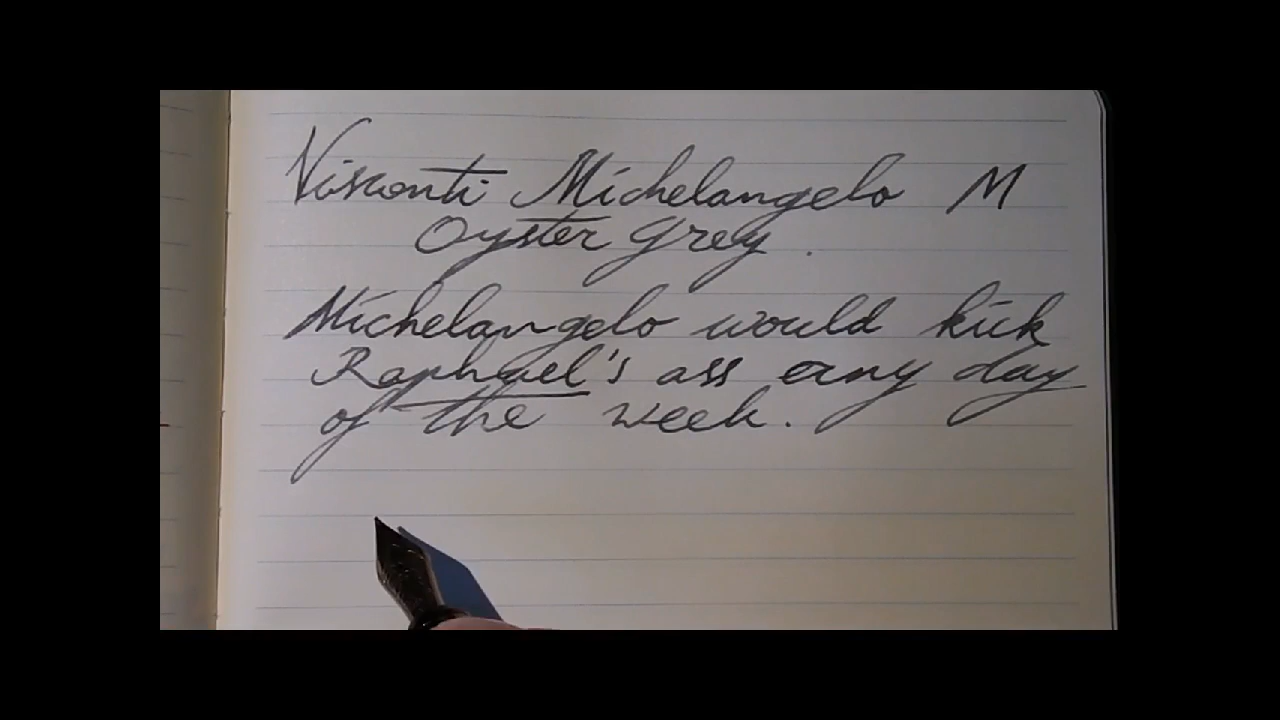 Visconti Michelangelo M
Oyster Grey.
Michelangelo would kick
Raphael's ass any day
of the week.